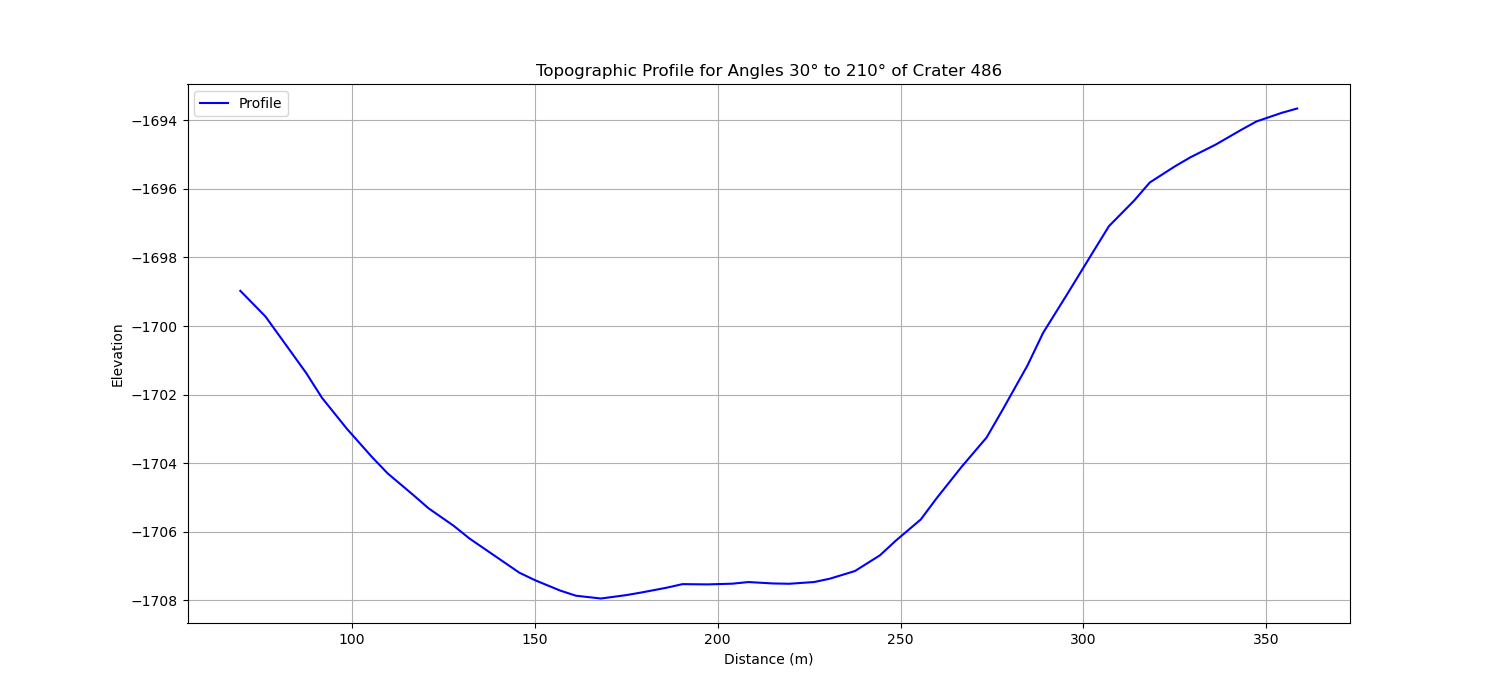 Topographic Profile for Angles 30° to 210° of Crater 486
Profile
−1694
−1696
−1698
−1700
−1702
−1704
−1706
−1708
Elevation
100 150 200 250 300 350
Distance (m)